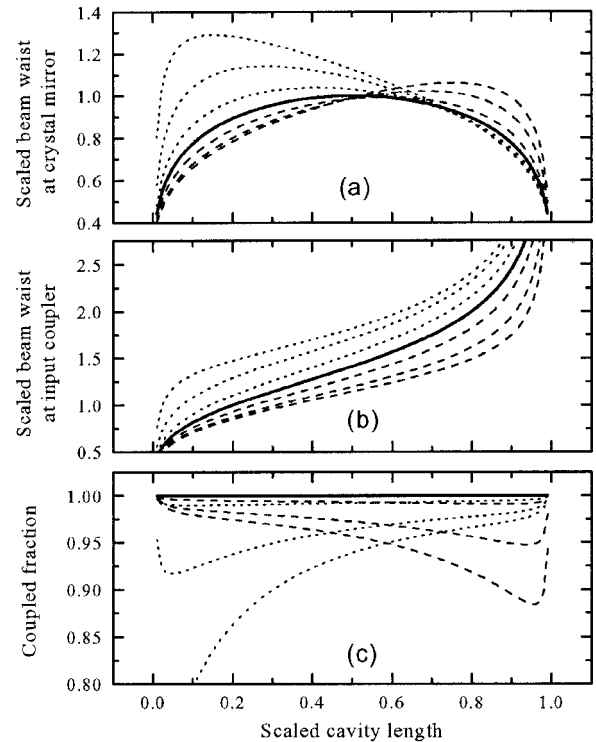 Scaled beam waist
at crystal mirror
1.4
1.2
1.0
0.8
0.6
0.4
(a)
Scaled beam waist
at input coupler
2.5
2.0
1.5
1.0
0.5
(b)
Coupled fraction
1.00
0.95
0.90
0.85
0.80
(c)
0.0 0.2 0.4 0.6 0.8 1.0
Scaled cavity length